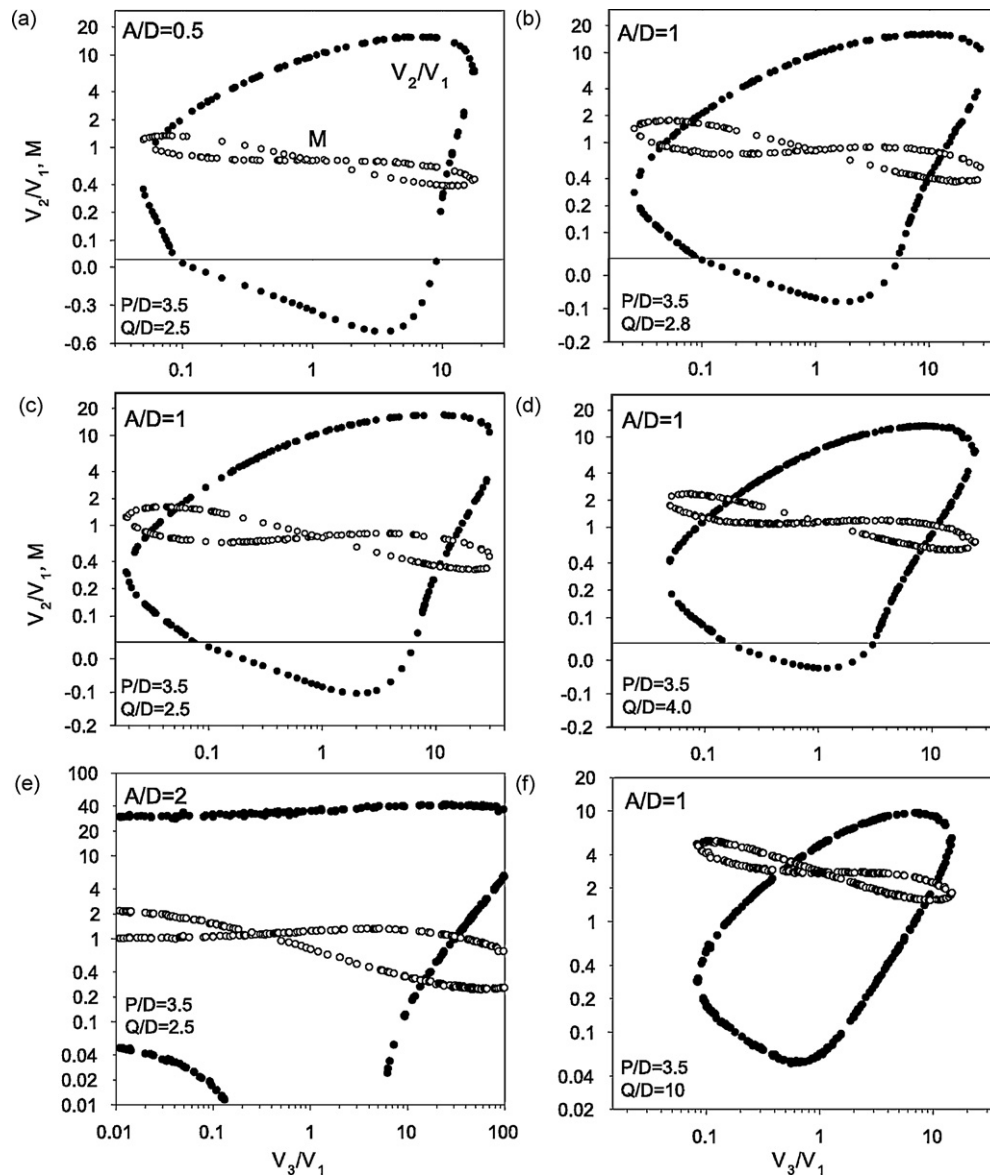 (a)
A/D=0.5
V2/V1
M
P/D=3.5
Q/D=2.5
20
10
4
2
1
0.4
0.2
0.1
0.0
-0.3
-0.6
0.1
1
10
V2/V1, M
(b)
A/D=1
P/D=3.5
Q/D=2.8
20
10
4
2
1
0.4
0.2
0.1
0.0
-0.1
-0.2
0.1
1
10
(c)
A/D=1
P/D=3.5
Q/D=2.5
20
10
4
2
1
0.4
0.2
0.1
0.0
-0.1
-0.2
0.1
1
10
V2/V1, M
(d)
A/D=1
P/D=3.5
Q/D=4.0
20
10
4
2
1
0.4
0.2
0.1
0.0
-0.1
-0.2
0.1
1
10
(e)
A/D=2
P/D=3.5
Q/D=2.5
100
40
20
10
4
2
1
0.4
0.2
0.1
0.04
0.02
0.01
0.01
0.1
1
10
100
V3/V1
(f)
A/D=1
P/D=3.5
Q/D=10
20
10
4
2
1
0.4
0.2
0.1
0.04
0.02
0.1
1
10
V3/V1